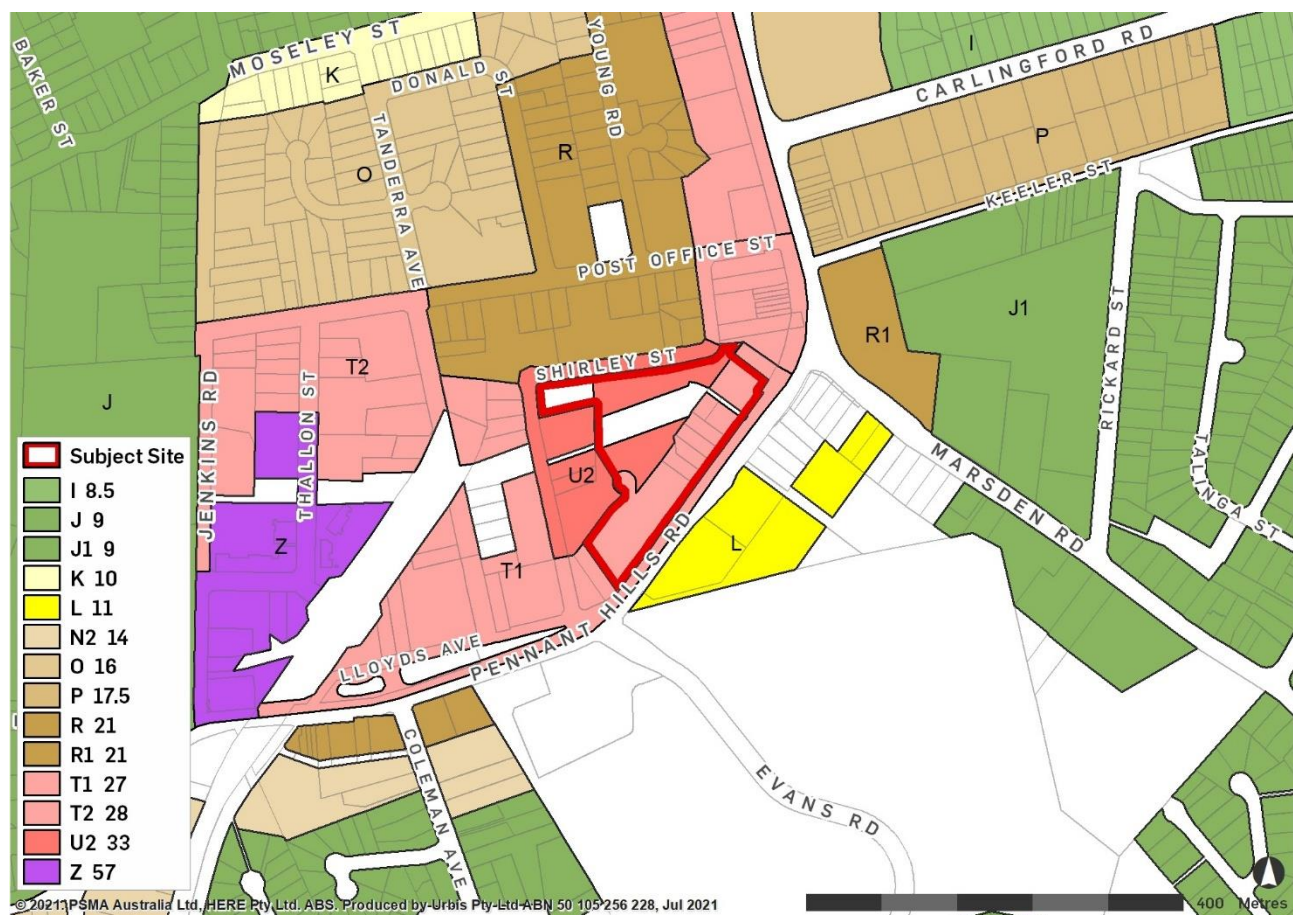 BAKER ST
MOSELEY ST
K
DONALD ST
YOUNG RD
I
CARLINGFORD RD
TANDERRA AVE
O
R
P
KEELER ST
POST OFFICE ST
R1
J1
RICKARD ST
TALINGA ST
SHIRLEY ST
T2
J
JENKINS RD
THALLON ST
U2
MARSDEN RD
L
Z
T1
PENNANT HILLS RD
LLOYDS AVE
COLEMAN AVE
EVANS RD
Subject Site
I 8.5
J 9
J1 9
K 10
L 11
N2 14
O 16
P 17.5
R 21
R1 21
T1 27
T2 28
U2 33
Z 57
© 2021. PSMA Australia Ltd, HERE Pty Ltd. ABS. Produced by Urbis Pty Ltd ABN 50 105 256 228, Jul 2021
400 Metres